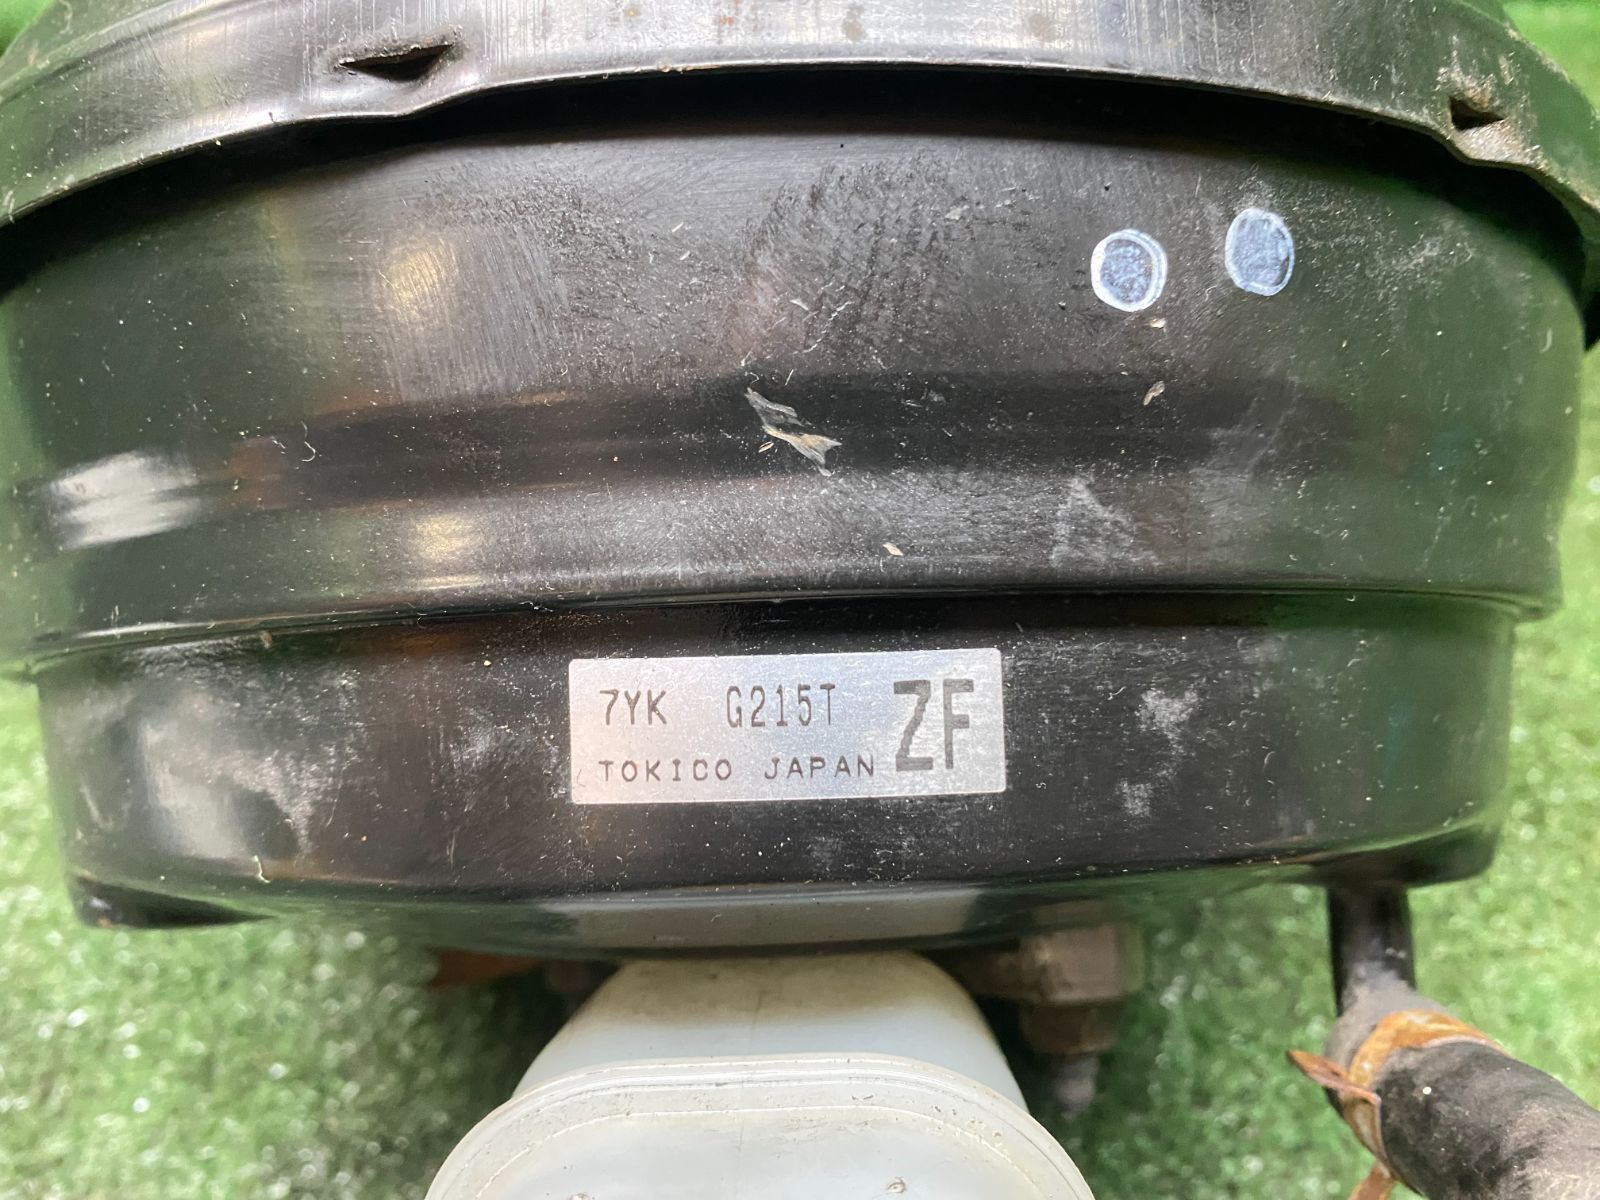 7YK G215T ZF
TOKICO JAPAN